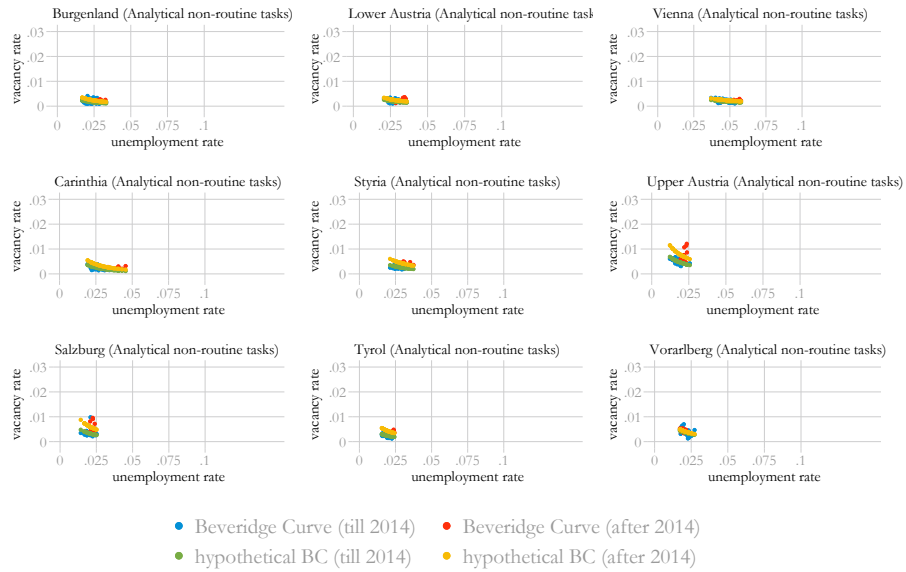 Burgenland (Analytical non-routine tasks)
vacancy rate
.03
.02
.01
0
0 .025 .05 .075 .1
unemployment rate
Lower Austria (Analytical non-routine task
vacancy rate
.03
.02
.01
0
0 .025 .05 .075 .1
unemployment rate
Vienna (Analytical non-routine tasks)
vacancy rate
.03
.02
.01
0
0 .025 .05 .075 .1
unemployment rate
Carinthia (Analytical non-routine tasks)
vacancy rate
.03
.02
.01
0
0 .025 .05 .075 .1
unemployment rate
Styria (Analytical non-routine tasks)
vacancy rate
.03
.02
.01
0
0 .025 .05 .075 .1
unemployment rate
Upper Austria (Analytical non-routine tasks)
vacancy rate
.03
.02
.01
0
0 .025 .05 .075 .1
unemployment rate
Salzburg (Analytical non-routine tasks)
vacancy rate
.03
.02
.01
0
0 .025 .05 .075 .1
unemployment rate
Tyrol (Analytical non-routine tasks)
vacancy rate
.03
.02
.01
0
0 .025 .05 .075 .1
unemployment rate
Vorarlberg (Analytical non-routine tasks)
vacancy rate
.03
.02
.01
0
0 .025 .05 .075 .1
unemployment rate
Beveridge Curve (till 2014) Beveridge Curve (after 2014)
hypothetical BC (till 2014) hypothetical BC (after 2014)